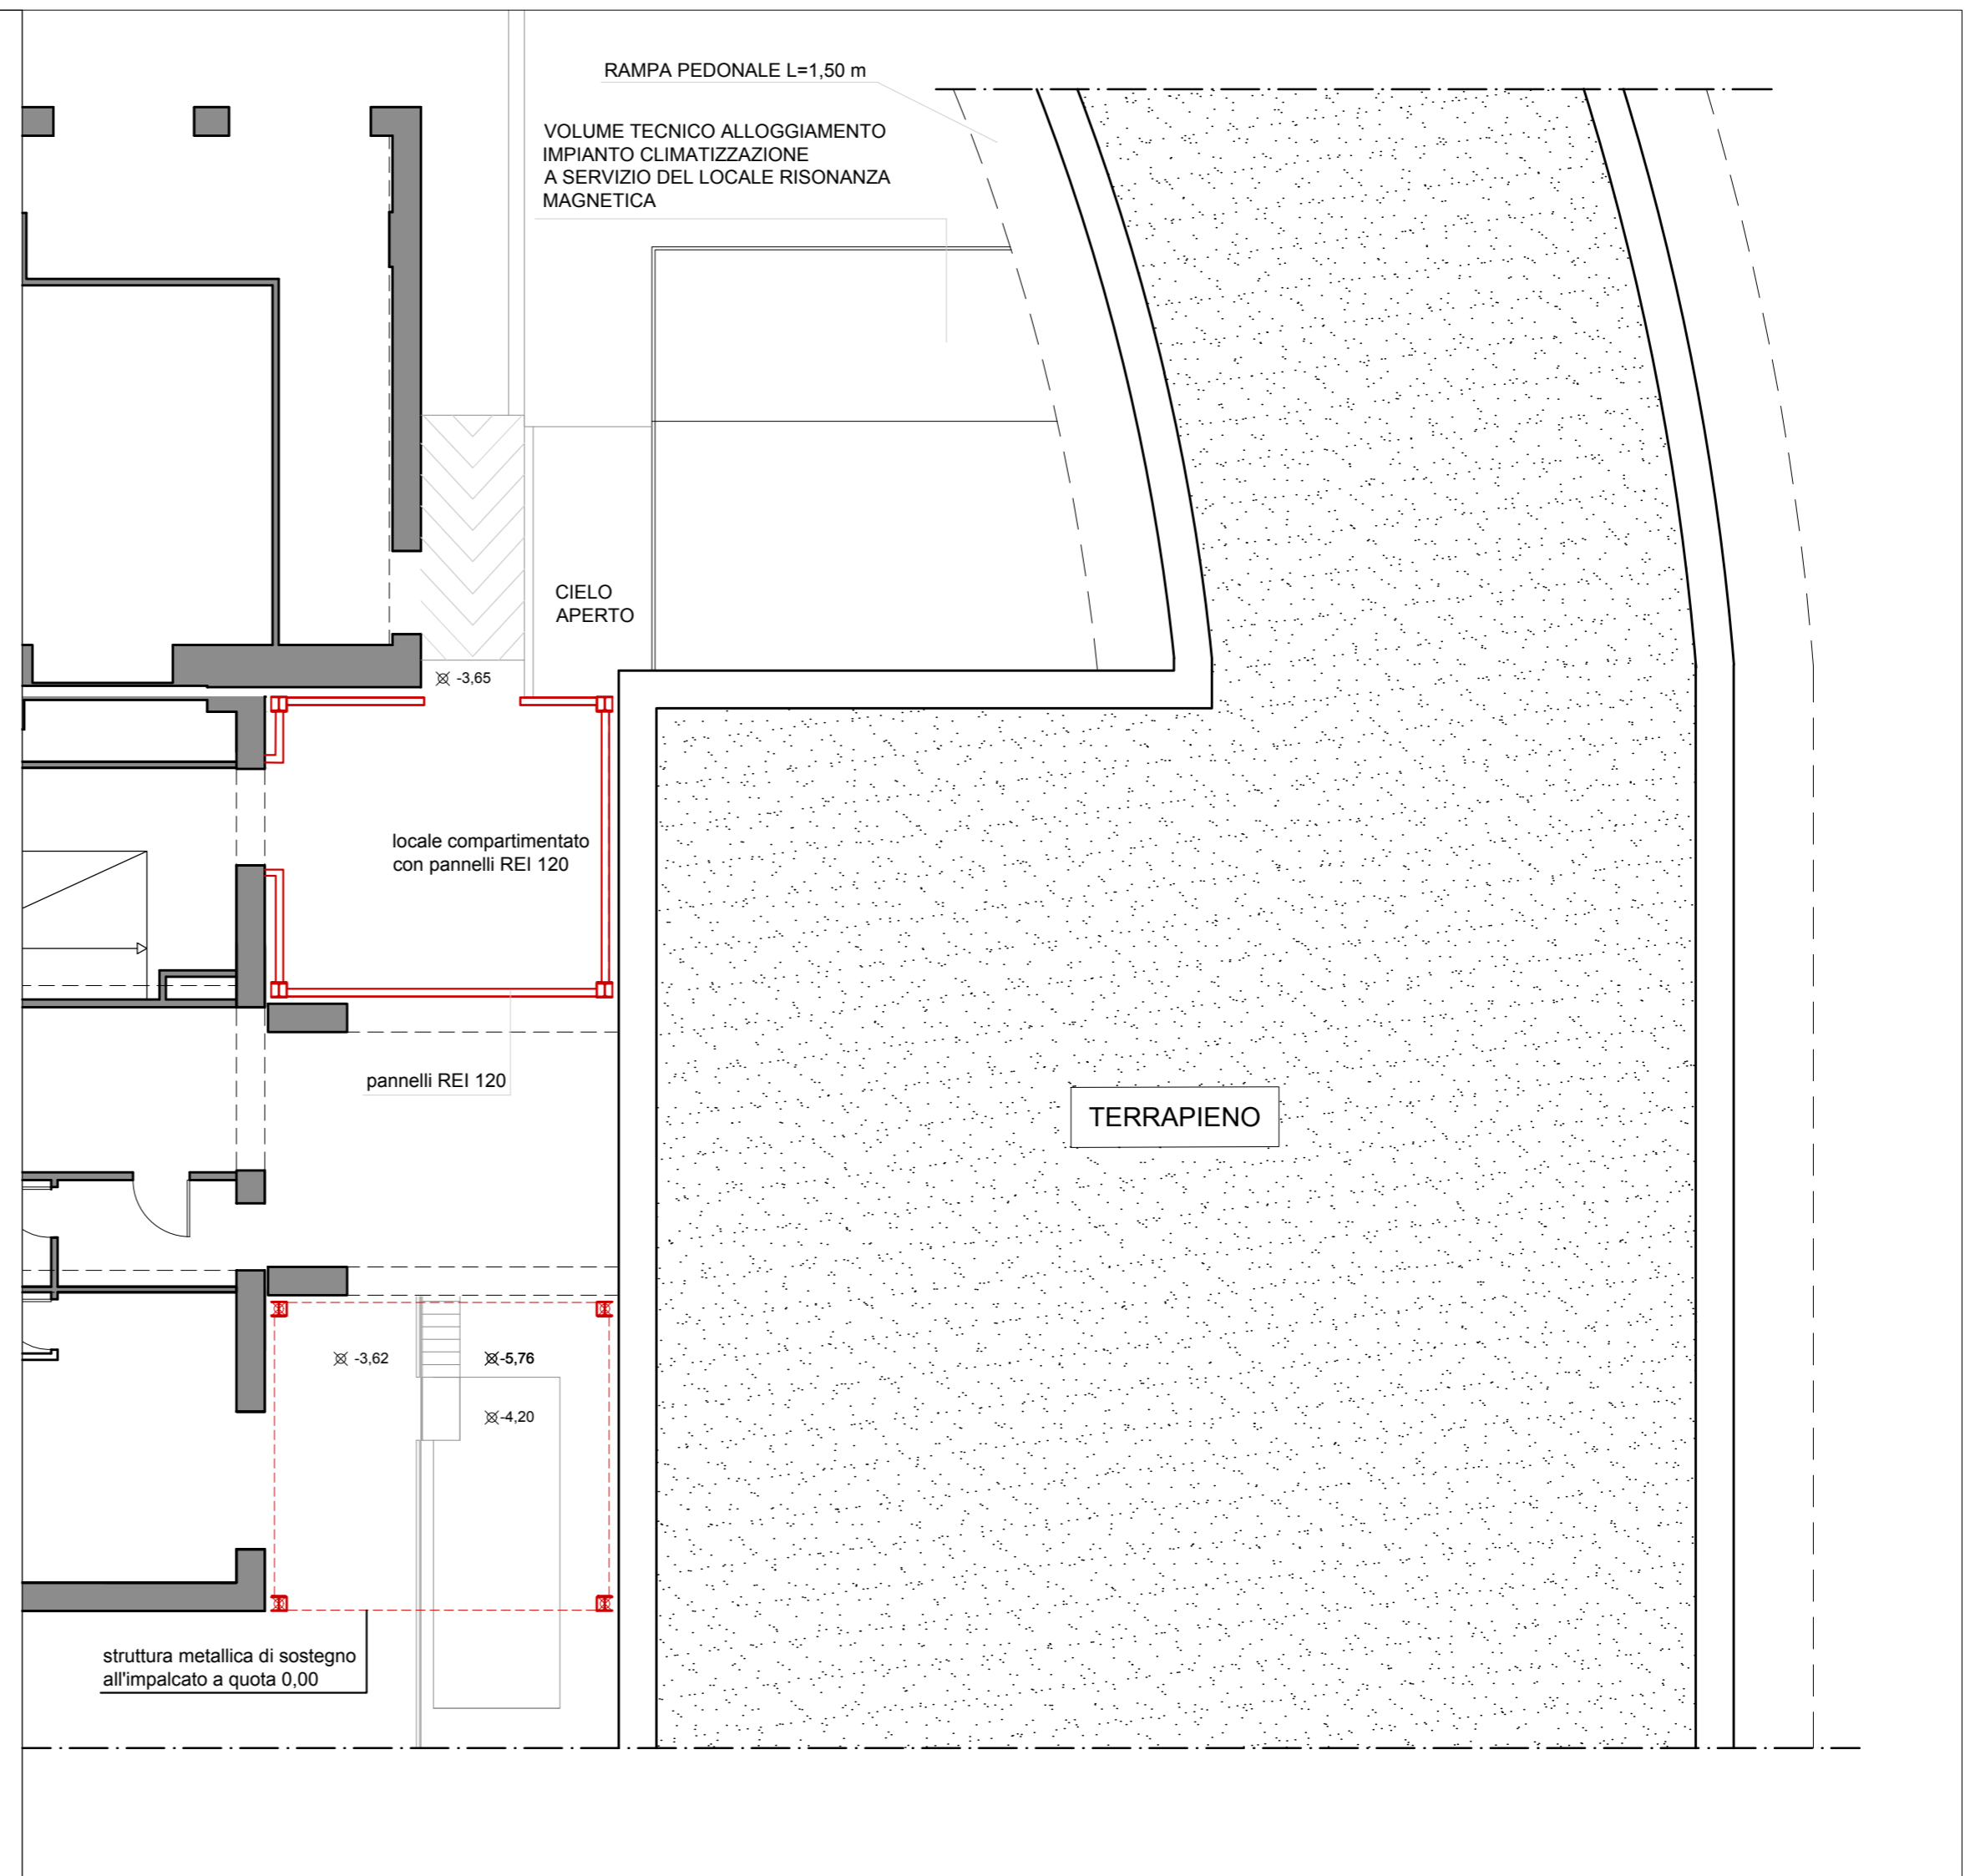 RAMPA PEDONALE L=1,50 m
VOLUME TECNICO ALLOGGIAMENTO
IMPIANTO CLIMATIZZAZIONE
A SERVIZIO DEL LOCALE RISONANZA
MAGNETICA
CIELO
APERTO
-3,65
locale compartimentato
con pannelli REI 120
pannelli REI 120
TERRAPIENO
-3,62
-5,76
-4,20
struttura metallica di sostegno
all'impalcato a quota 0,00